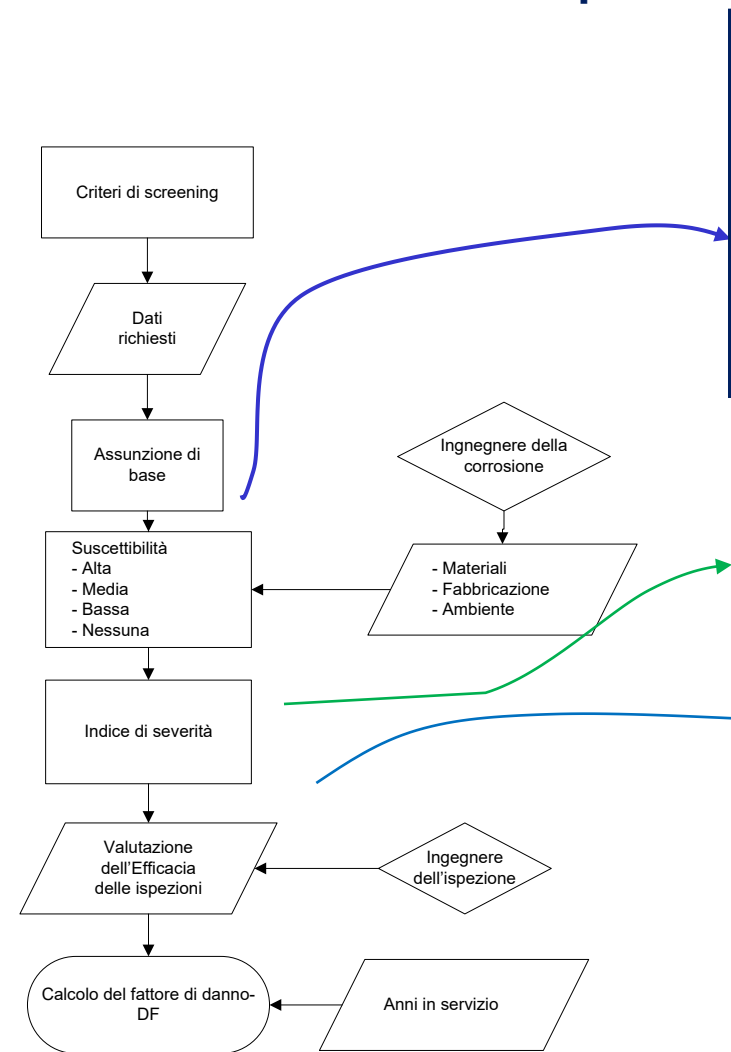 Criteri di screening
Dati
richiesti
Assunzione di
base
Ingnegnere della
corrosione
Suscettibilità
- Alta
- Media
- Bassa
- Nessuna
- Materiali
- Fabbricazione
- Ambiente
Indice di severità
Valutazione
dell'Efficacia
delle ispezioni
Ingegnere
dell'ispezione
Calcolo del fattore di danno-
DF
Anni in servizio